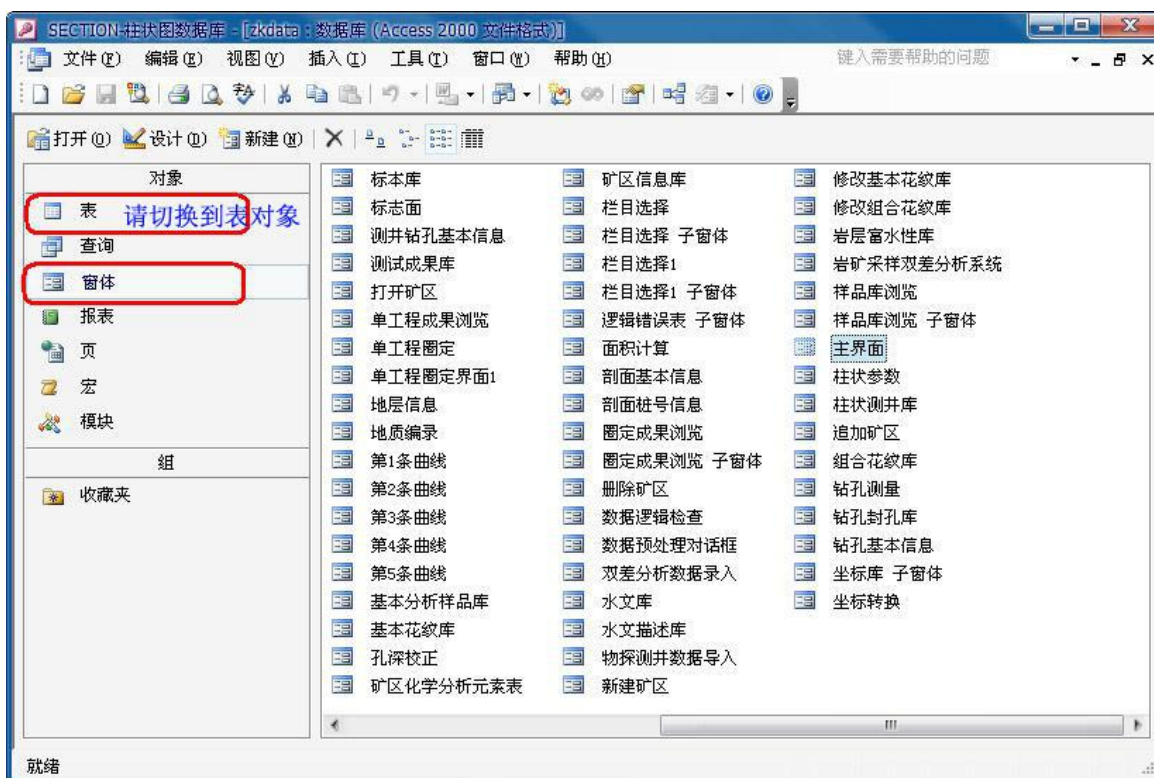 SECTION-柱状图数据库 - [zkdata : 数据库 (Access 2000 文件格式)]
文件(F) 编辑(E) 视图(V) 插入(I) 工具(T) 窗口(W) 帮助(H) 键入需要帮助的问题
打开(O) 设计(D) 新建(N)
对象
表 请切换到表对象
查询
窗体
报表
页
宏
模块
组
收藏夹
标本库
标志面
测井钻孔基本信息
测试成果库
打开矿区
单工程成果浏览
单工程圈定
单工程圈定界面1
地层信息
地质编录
第1条曲线
第2条曲线
第3条曲线
第4条曲线
第5条曲线
基本分析样品库
基本花纹库
孔深校正
矿区化学分析元素表
矿区信息库
栏目选择
栏目选择 子窗体
栏目选择1
栏目选择1 子窗体
逻辑错误表 子窗体
面积计算
剖面基本信息
剖面桩号信息
圈定成果浏览
圈定成果浏览 子窗体
删除矿区
数据逻辑检查
数据预处理对话框
双差分析数据录入
水文库
水文描述库
物探测井数据导入
新建矿区
修改基本花纹库
修改组合花纹库
岩层富水性库
岩矿采样双差分析系统
样品库浏览
样品库浏览 子窗体
主界面
柱状参数
柱状测井库
追加矿区
组合花纹库
钻孔测量
钻孔封孔库
钻孔基本信息
坐标库 子窗体
坐标转换
就绪